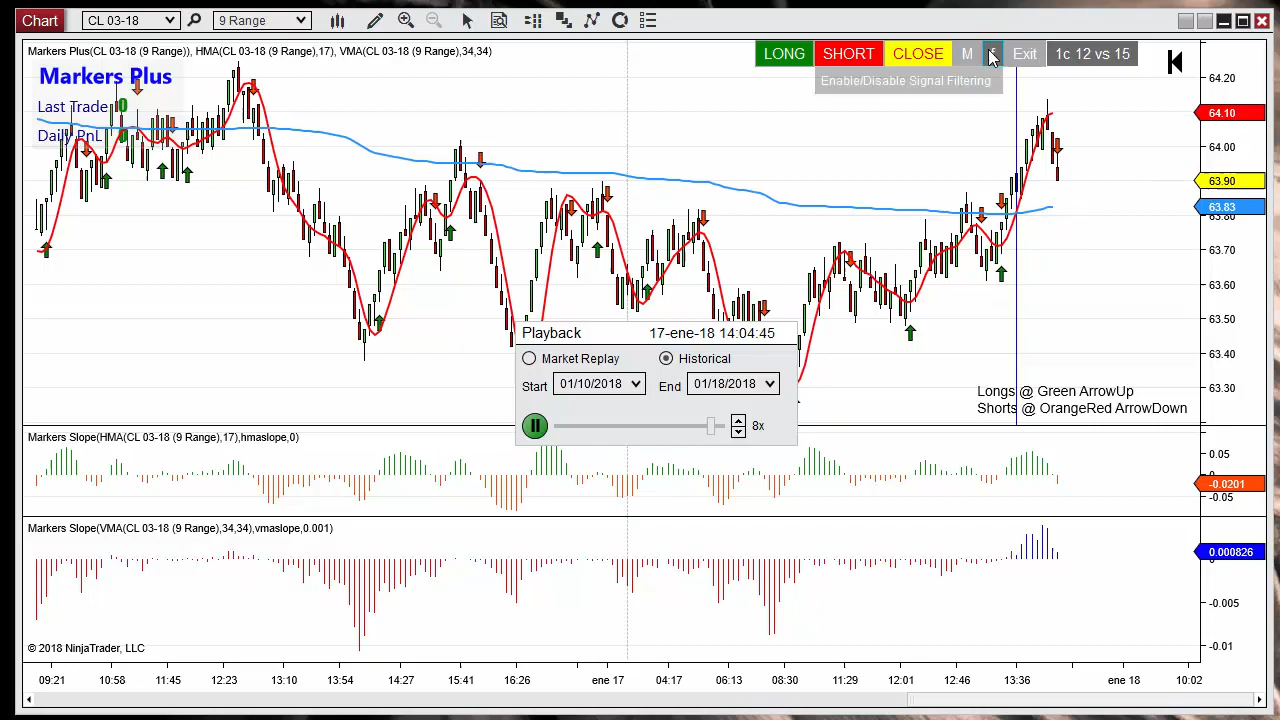 Chart CL 03-18 9 Range
Markers Plus(CL 03-18 (9 Range)), HMA(CL 03-18 (9 Range),17), VMA(CL 03-18 (9 Range),34,34)
LONG SHORT CLOSE M Exit 1c 12 vs 15
Enable/Disable Signal Filtering
Markers Plus
Last Trade 0
Daily PnL 0
64.20
64.10
64.00
63.90
63.83
63.80
63.70
63.60
63.50
63.40
63.30
Playback 17-ene-18 14:04:45
Market Replay Historical
Start 01/10/2018 End 01/18/2018
8x
Longs @ Green ArrowUp
Shorts @ OrangeRed ArrowDown
Markers Slope(HMA(CL 03-18 (9 Range),17),hmaslope,0)
0.05
0
-0.0201
-0.05
Markers Slope(VMA(CL 03-18 (9 Range),34,34),vmaslope,0.001)
0.000826
0
-0.005
-0.01
© 2018 NinjaTrader, LLC
09:21 10:58 11:45 12:23 13:10 13:54 14:27 15:41 16:26 ene 17 04:17 06:13 08:30 11:29 12:01 12:46 13:36 ene 18 10:02